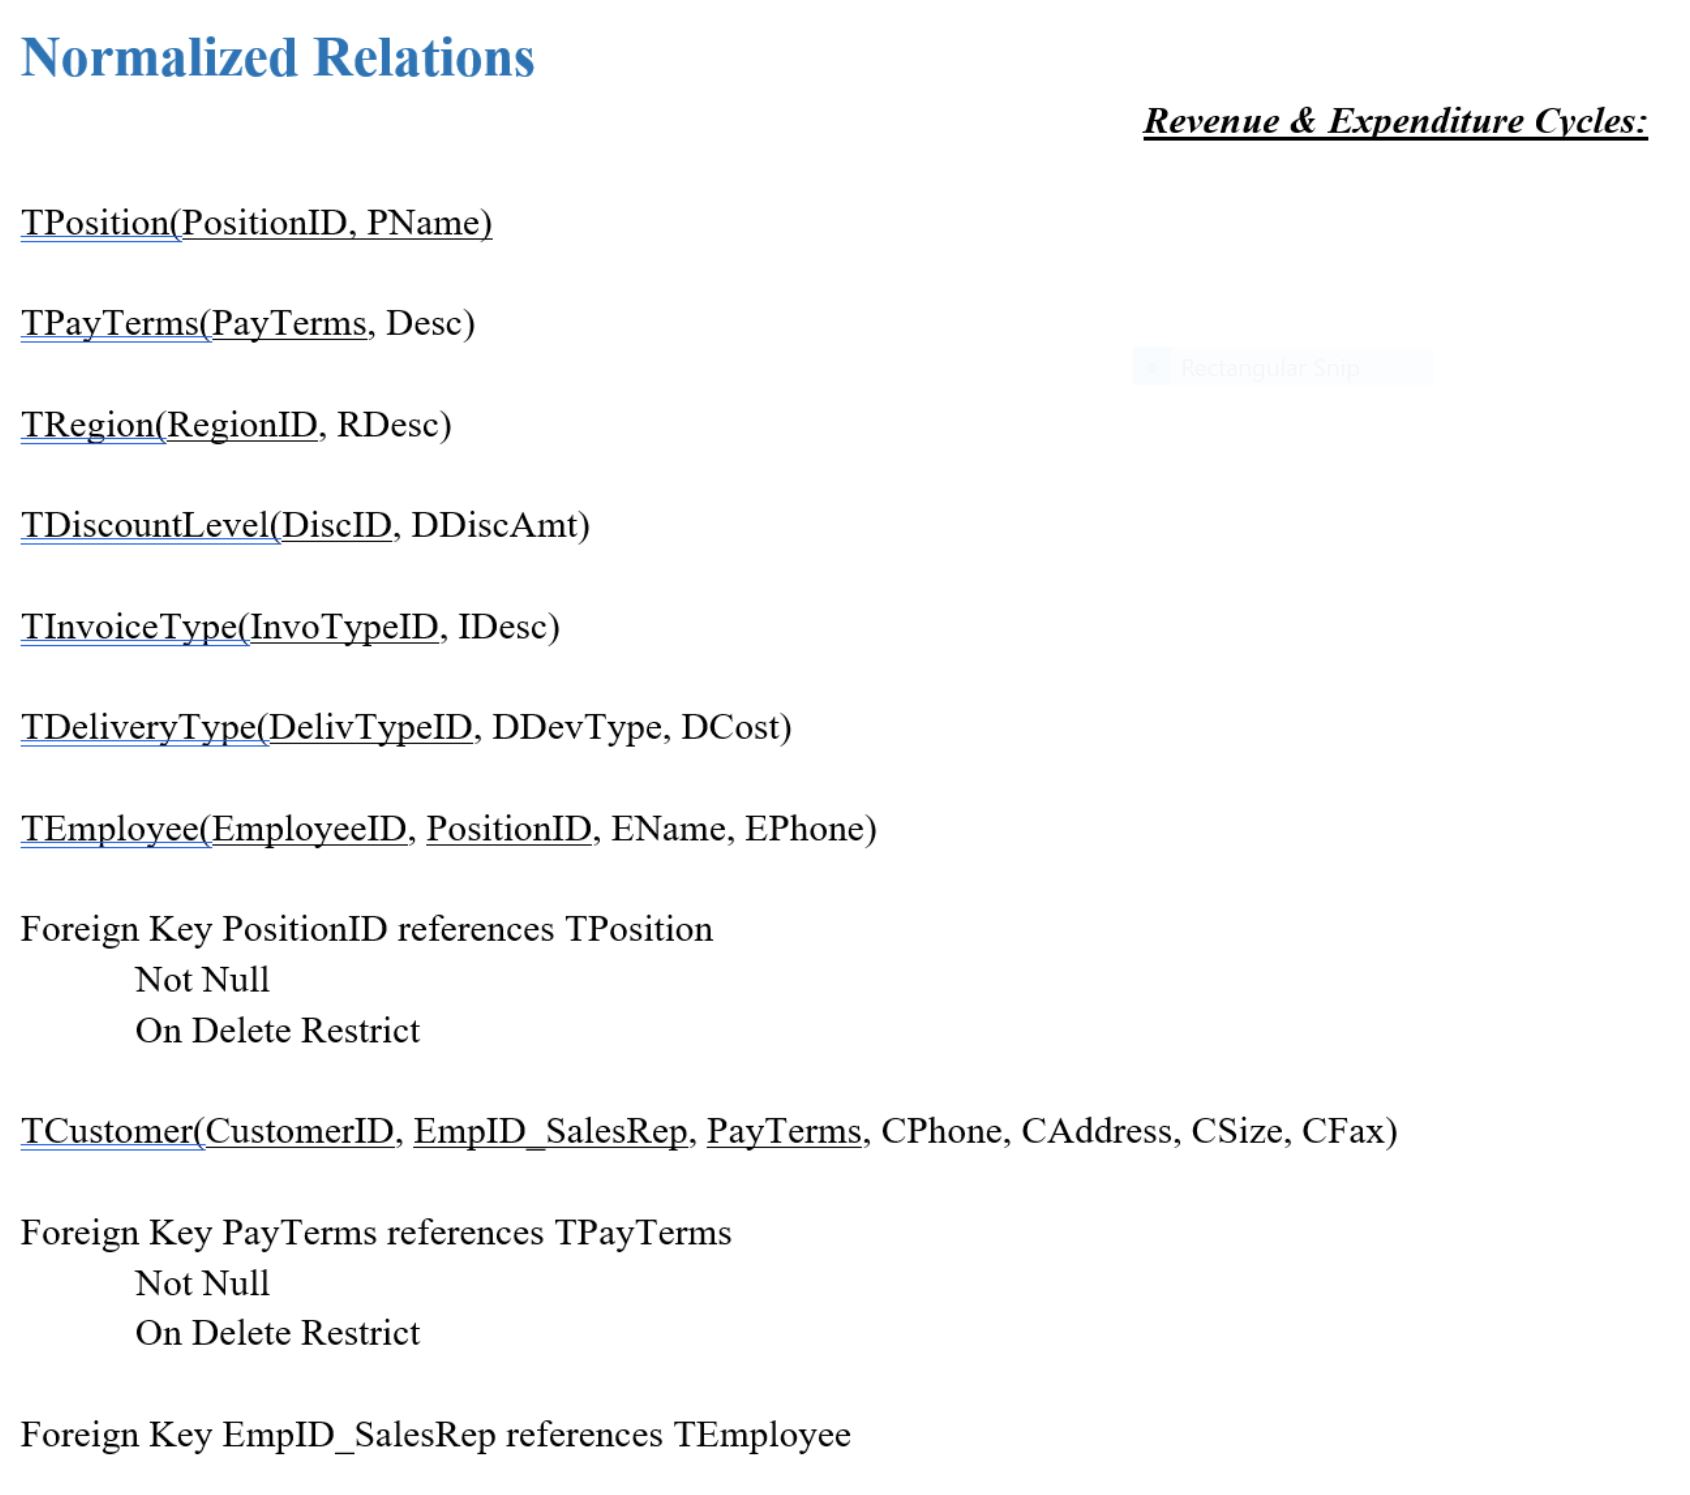 Normalized Relations
Revenue & Expenditure Cycles:
TPosition(PositionID, PName)
TPayTerms(PayTerms, Desc)
Rectangular Snip
TRegion(RegionID, RDesc)
TDiscountLevel(DiscID, DDiscAmt)
TInvoiceType(InvoTypeID, IDesc)
TDeliveryType(DelivTypeID, DDevType, DCost)
TEmployee(EmployeeID, PositionID, EName, EPhone)
Foreign Key PositionID references TPosition
Not Null
On Delete Restrict
TCustomer(CustomerID, EmpID_SalesRep, PayTerms, CPhone, CAddress, CSize, CFax)
Foreign Key PayTerms references TPayTerms
Not Null
On Delete Restrict
Foreign Key EmpID_SalesRep references TEmployee